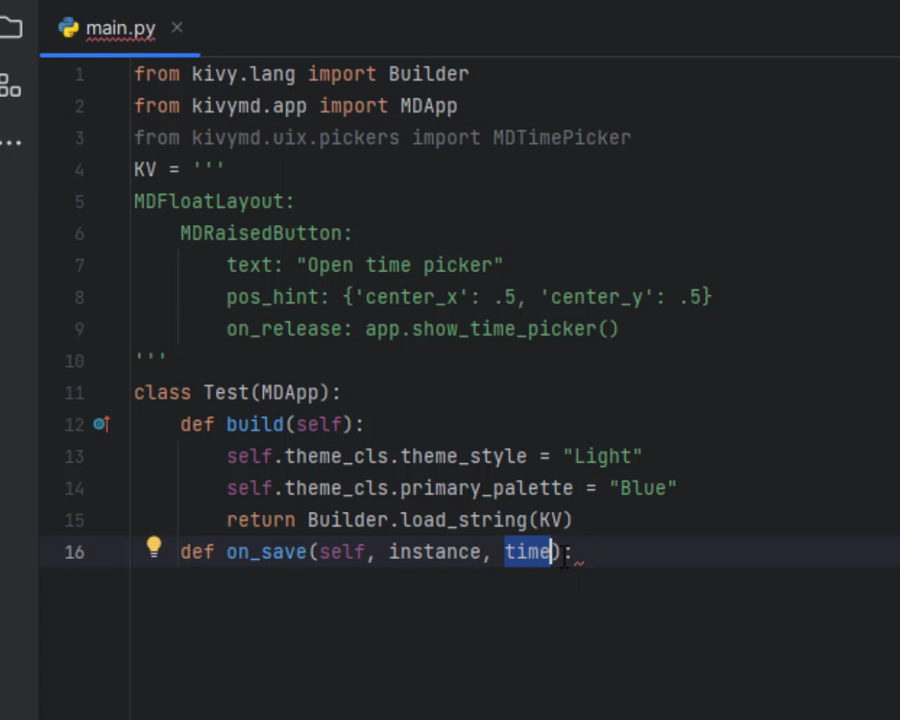 main.py
1 from kivy.lang import Builder
2 from kivymd.app import MDApp
3 from kivymd.uix.pickers import MDTimePicker
4 KV = '''
5 MDFloatLayout:
6     MDRaisedButton:
7         text: "Open time picker"
8         pos_hint: {'center_x': .5, 'center_y': .5}
9         on_release: app.show_time_picker()
10 '''
11 class Test(MDApp):
12     def build(self):
13         self.theme_cls.theme_style = "Light"
14         self.theme_cls.primary_palette = "Blue"
15         return Builder.load_string(KV)
16     def on_save(self, instance, time):